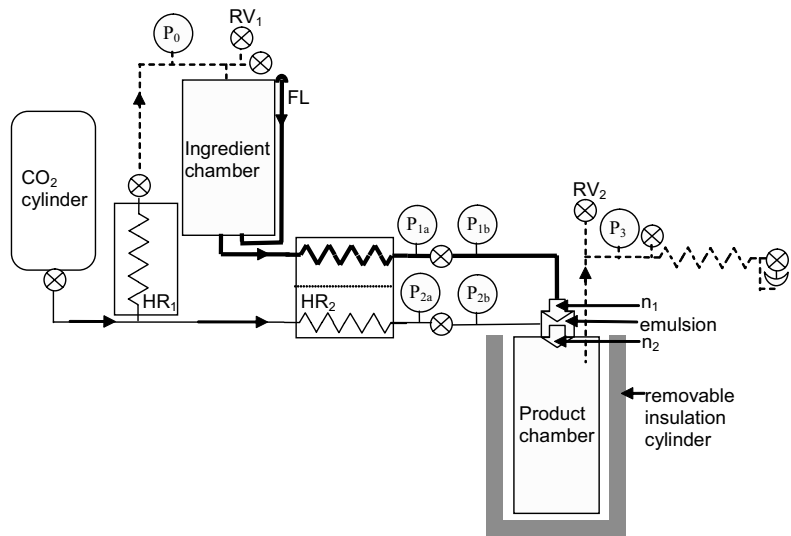 RV₁
P₀
FL
Ingredient
chamber
CO₂
cylinder
HR₁
P₁ₐ
P₁b
RV₂
P₃
HR₂
P₂ₐ
P₂b
n₁
emulsion
n₂
Product
chamber
removable
insulation
cylinder